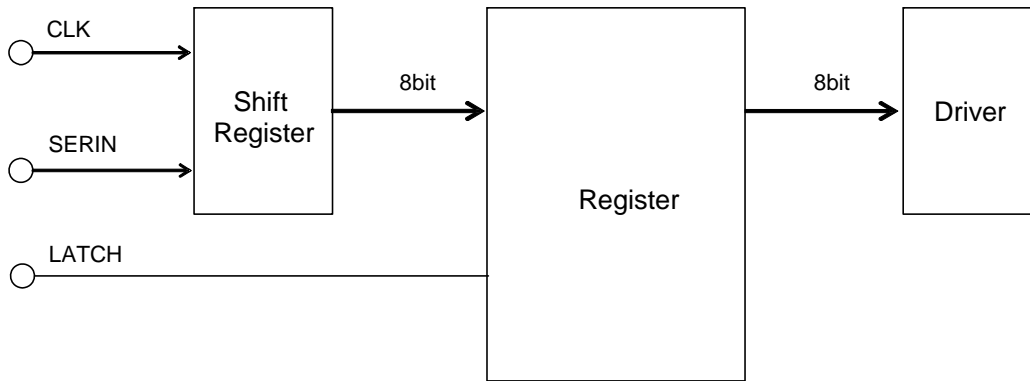 CLK
8bit
8bit
Shift
Register
Driver
SERIN
Register
LATCH